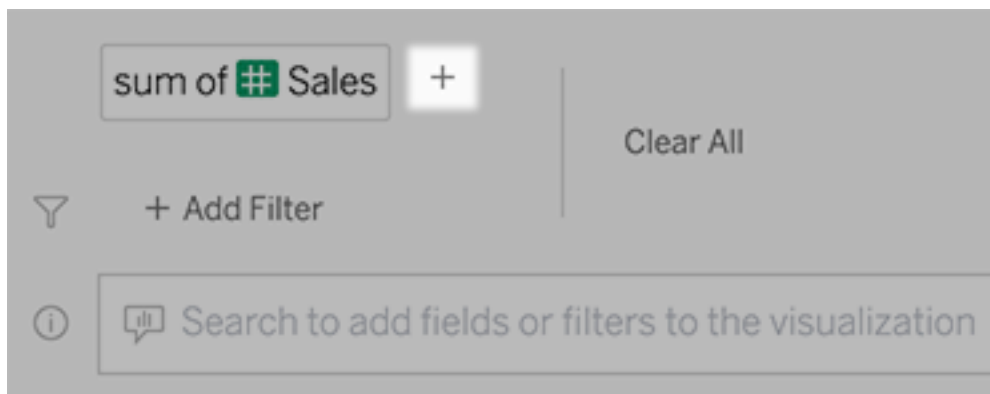 sum of # Sales +
Clear All
+ Add Filter
Search to add fields or filters to the visualization